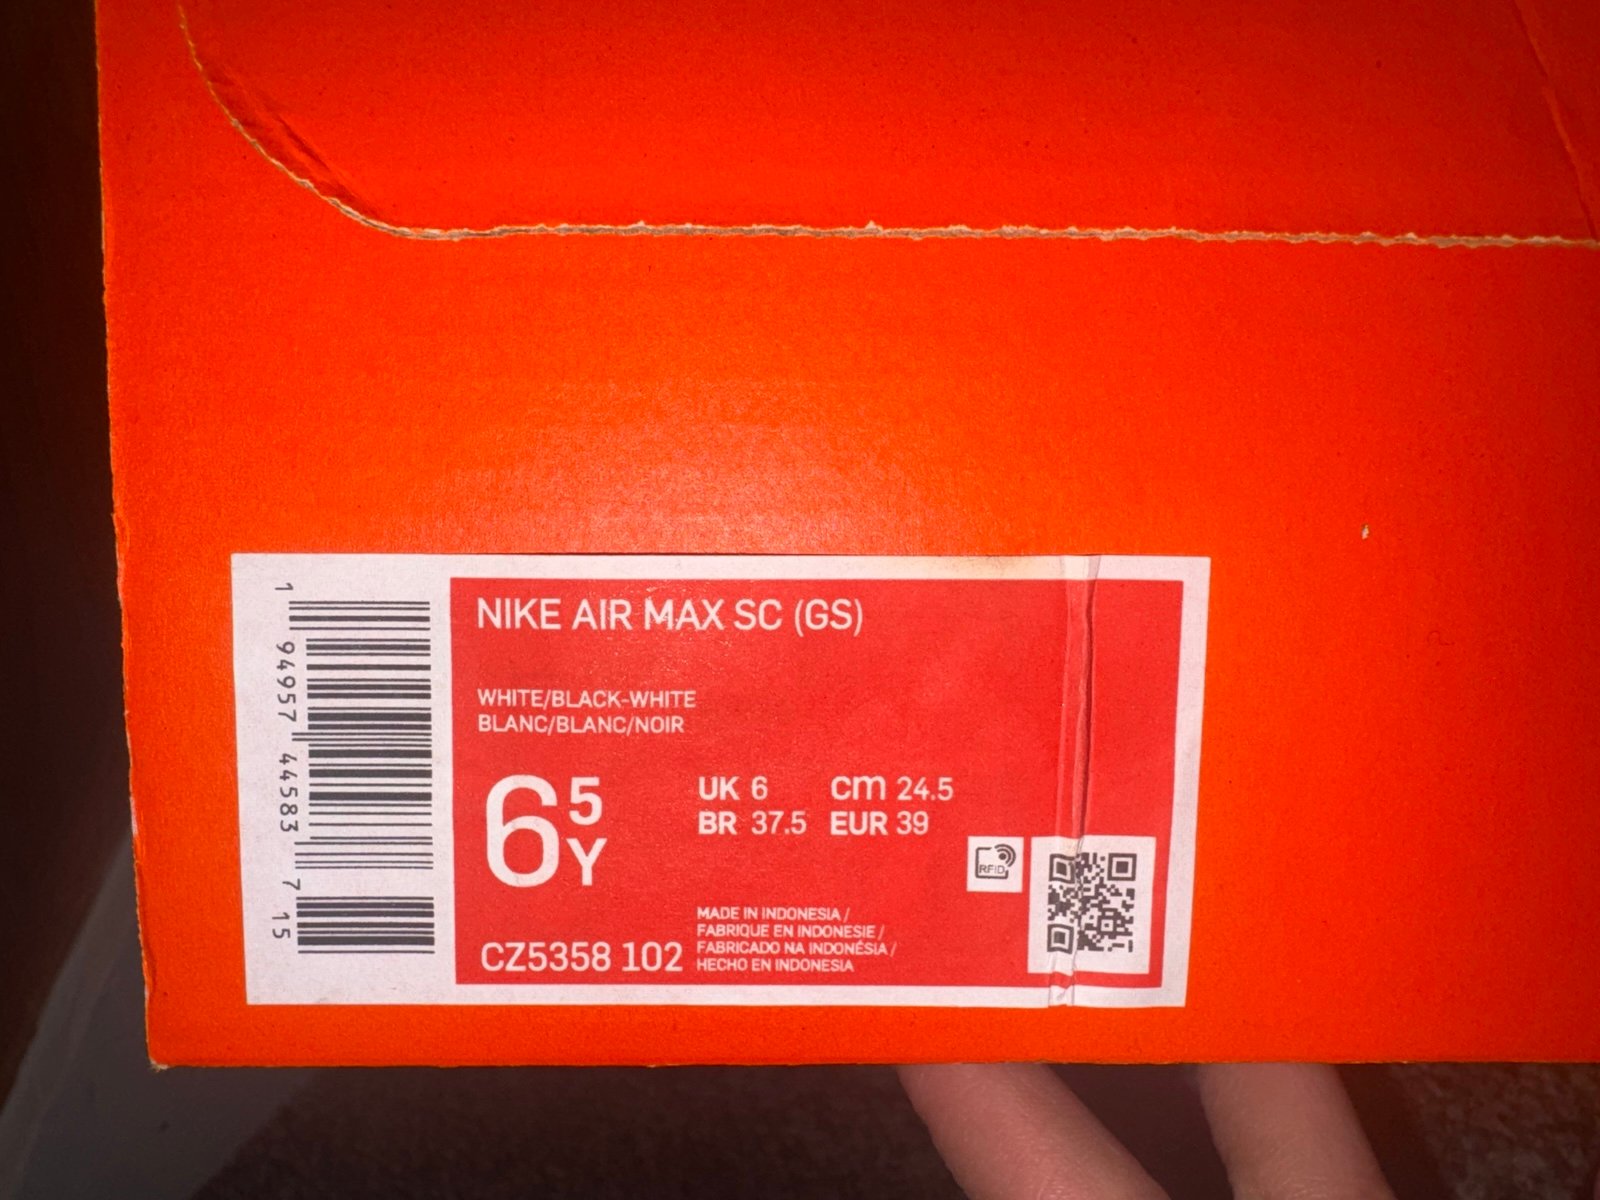 1 94957 44583 7 15
NIKE AIR MAX SC (GS)
WHITE/BLACK-WHITE
BLANC/BLANC/NOIR
6 5 Y
UK 6 cm 24.5
BR 37.5 EUR 39
RFID
CZ5358 102
MADE IN INDONESIA /
FABRIQUE EN INDONESIE /
FABRICADO NA INDONÉSIA /
HECHO EN INDONESIA